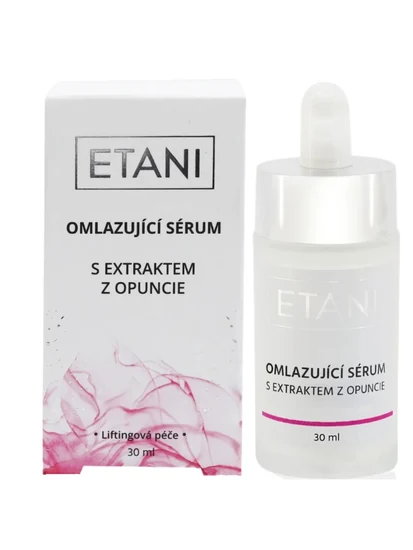 ETANI
OMLAZUJÍCÍ SÉRUM
S EXTRAKTEM
Z OPUNCIE
• Liftingová péče •
30 ml
ETANI
OMLAZUJÍCÍ SÉRUM
S EXTRAKTEM Z OPUNCIE
30 ml